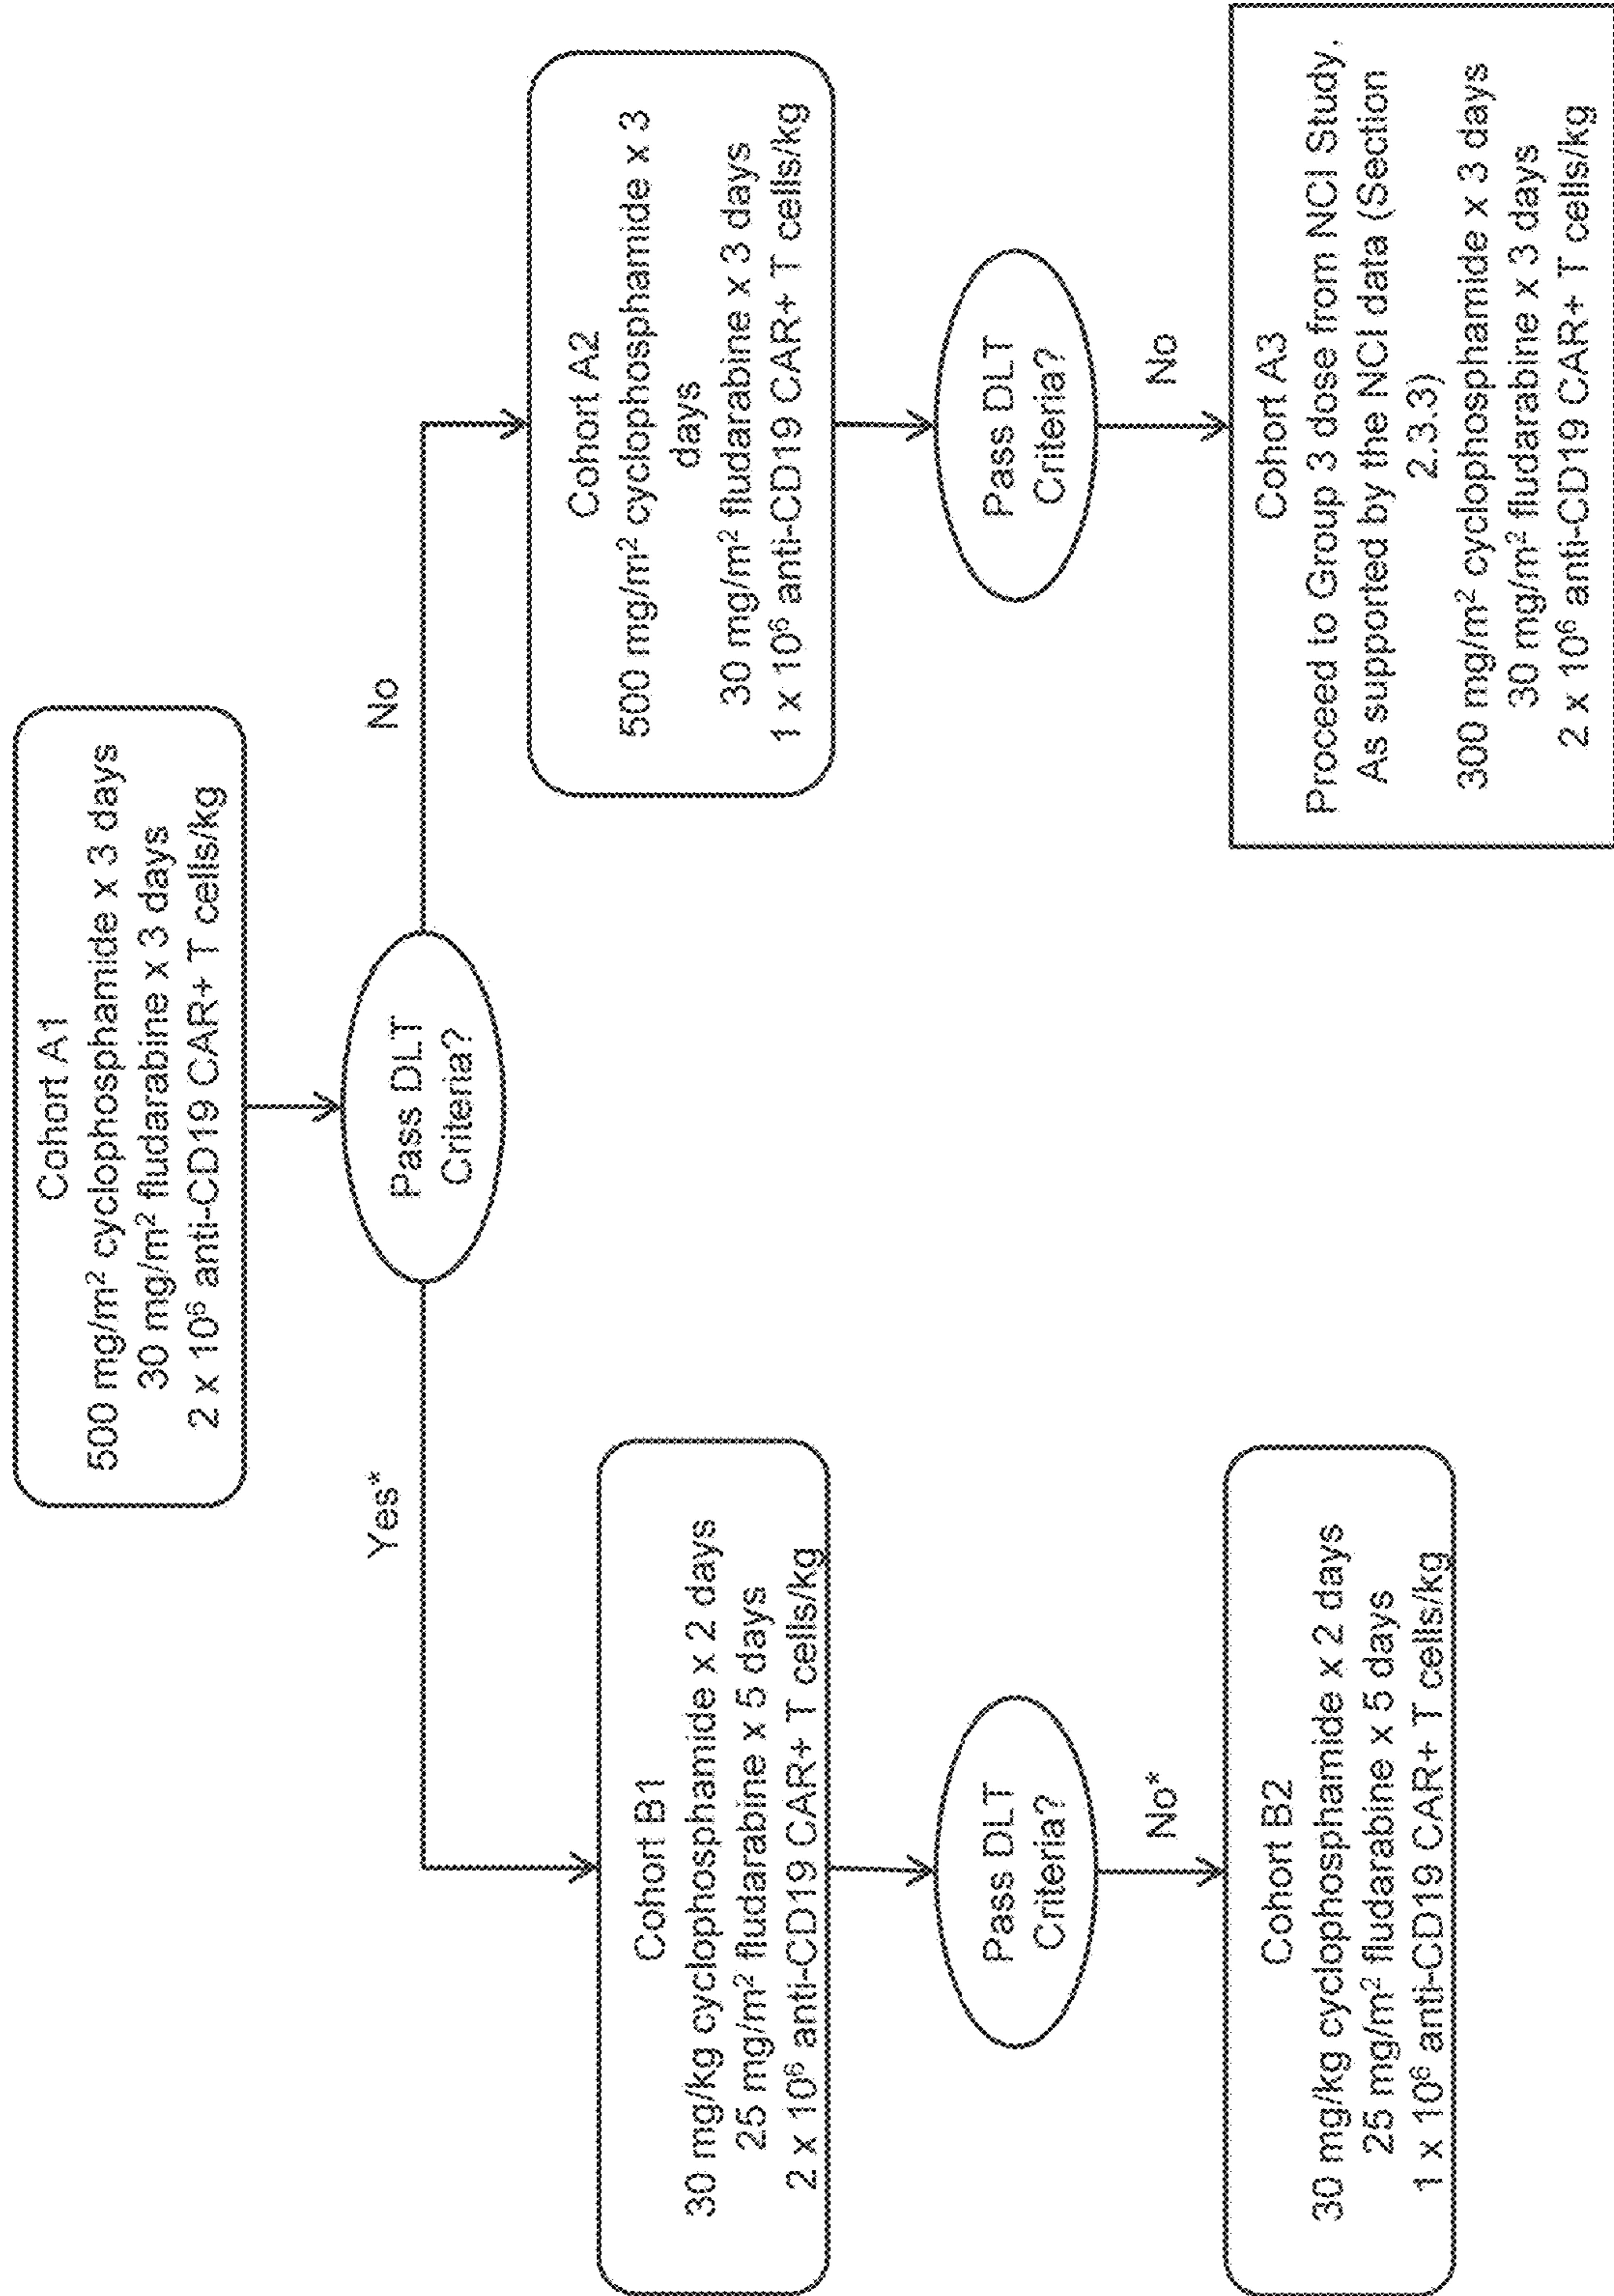 Cohort A1
500 mg/m² cyclophosphamide x 3 days
30 mg/m² fludarabine x 3 days
2 x 10⁶ anti-CD19 CAR+ T cells/kg
Pass DLT
Criteria?
Yes*
No
Cohort B1
30 mg/kg cyclophosphamide x 2 days
25 mg/m² fludarabine x 5 days
2 x 10⁶ anti-CD19 CAR+ T cells/kg
Pass DLT
Criteria?
No*
Cohort B2
30 mg/kg cyclophosphamide x 2 days
25 mg/m² fludarabine x 5 days
1 x 10⁶ anti-CD19 CAR+ T cells/kg
Cohort A2
500 mg/m² cyclophosphamide x 3
days
30 mg/m² fludarabine x 3 days
1 x 10⁶ anti-CD19 CAR+ T cells/kg
Pass DLT
Criteria?
No
Cohort A3
Proceed to Group 3 dose from NCI Study.
As supported by the NCI data (Section
2.3.3)
300 mg/m² cyclophosphamide x 3 days
30 mg/m² fludarabine x 3 days
2 x 10⁶ anti-CD19 CAR+ T cells/kg